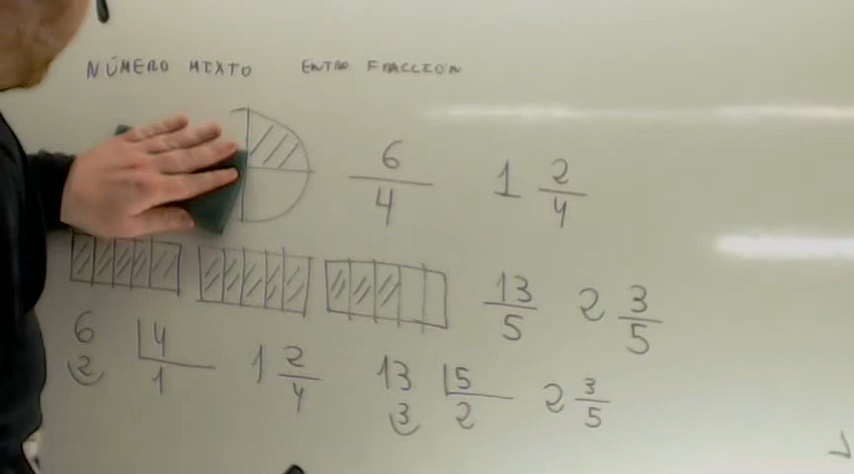 NÚMERO MIXTO ENTRO FRACCIÓN
6/4 1 2/4
13/5 2 3/5
6 4 1 2/4 13 5 2 3/5
2 1 3 2